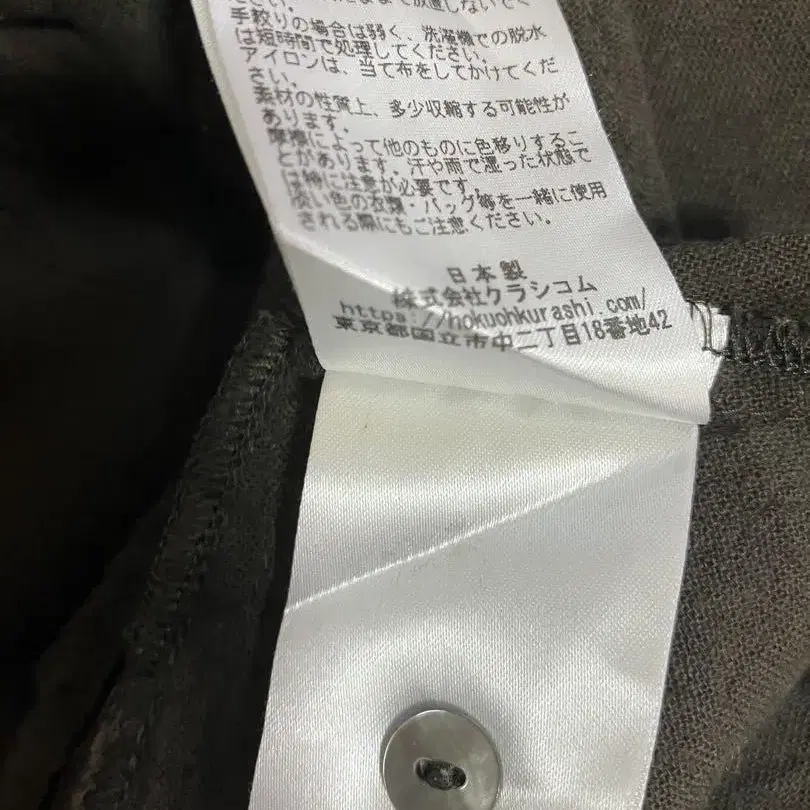 ださい。
手絞りの場合は弱く、洗濯機での脱水
は短時間で処理してください。
アイロンは、当て布をしてかけてくだ
さい。
素材の性質上、多少収縮する可能性が
あります。
摩擦によって他のものに色移りするこ
とがあります。汗や雨で湿った状態で
は特に注意が必要です。
淡い色の衣類・バッグ等を一緒に使用
される際にもご注意ください。
日本製
株式会社クラシコム
https://hokuohkurashi.com/
東京都国立市中二丁目18番地42